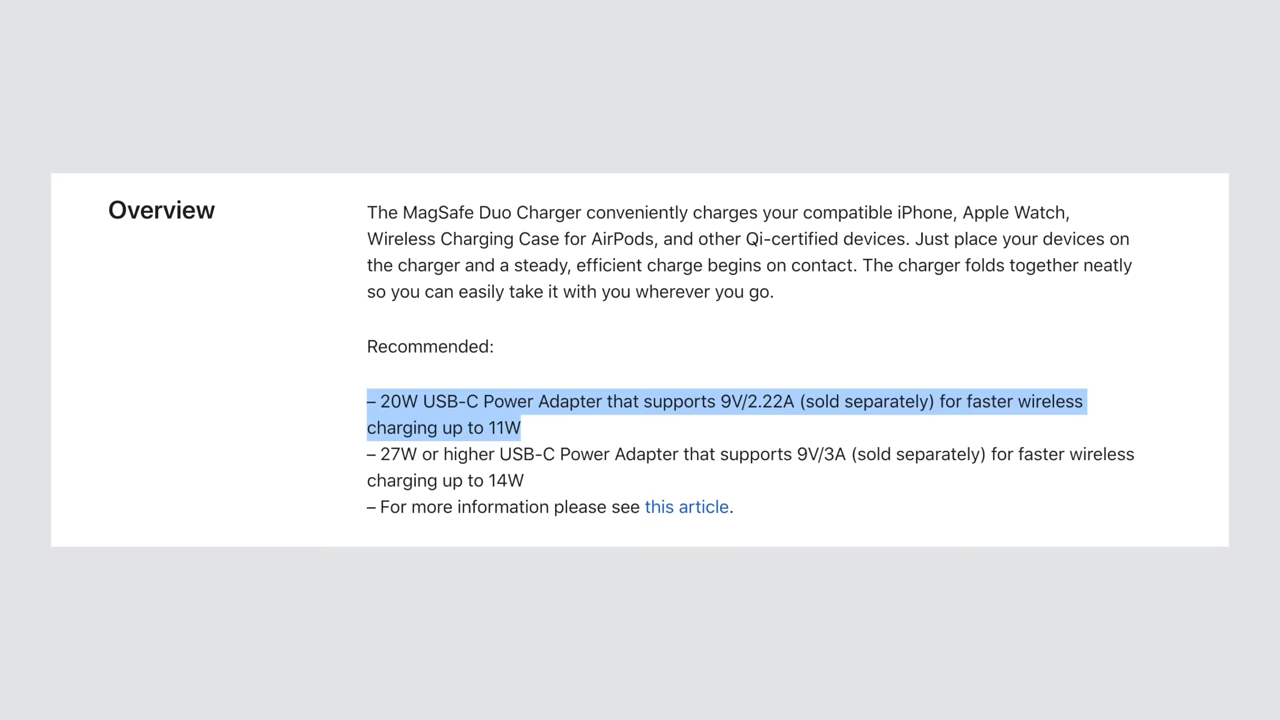 Overview
The MagSafe Duo Charger conveniently charges your compatible iPhone, Apple Watch,
Wireless Charging Case for AirPods, and other Qi-certified devices. Just place your devices on
the charger and a steady, efficient charge begins on contact. The charger folds together neatly
so you can easily take it with you wherever you go.
Recommended:
– 20W USB-C Power Adapter that supports 9V/2.22A (sold separately) for faster wireless
charging up to 11W
– 27W or higher USB-C Power Adapter that supports 9V/3A (sold separately) for faster wireless
charging up to 14W
– For more information please see this article.